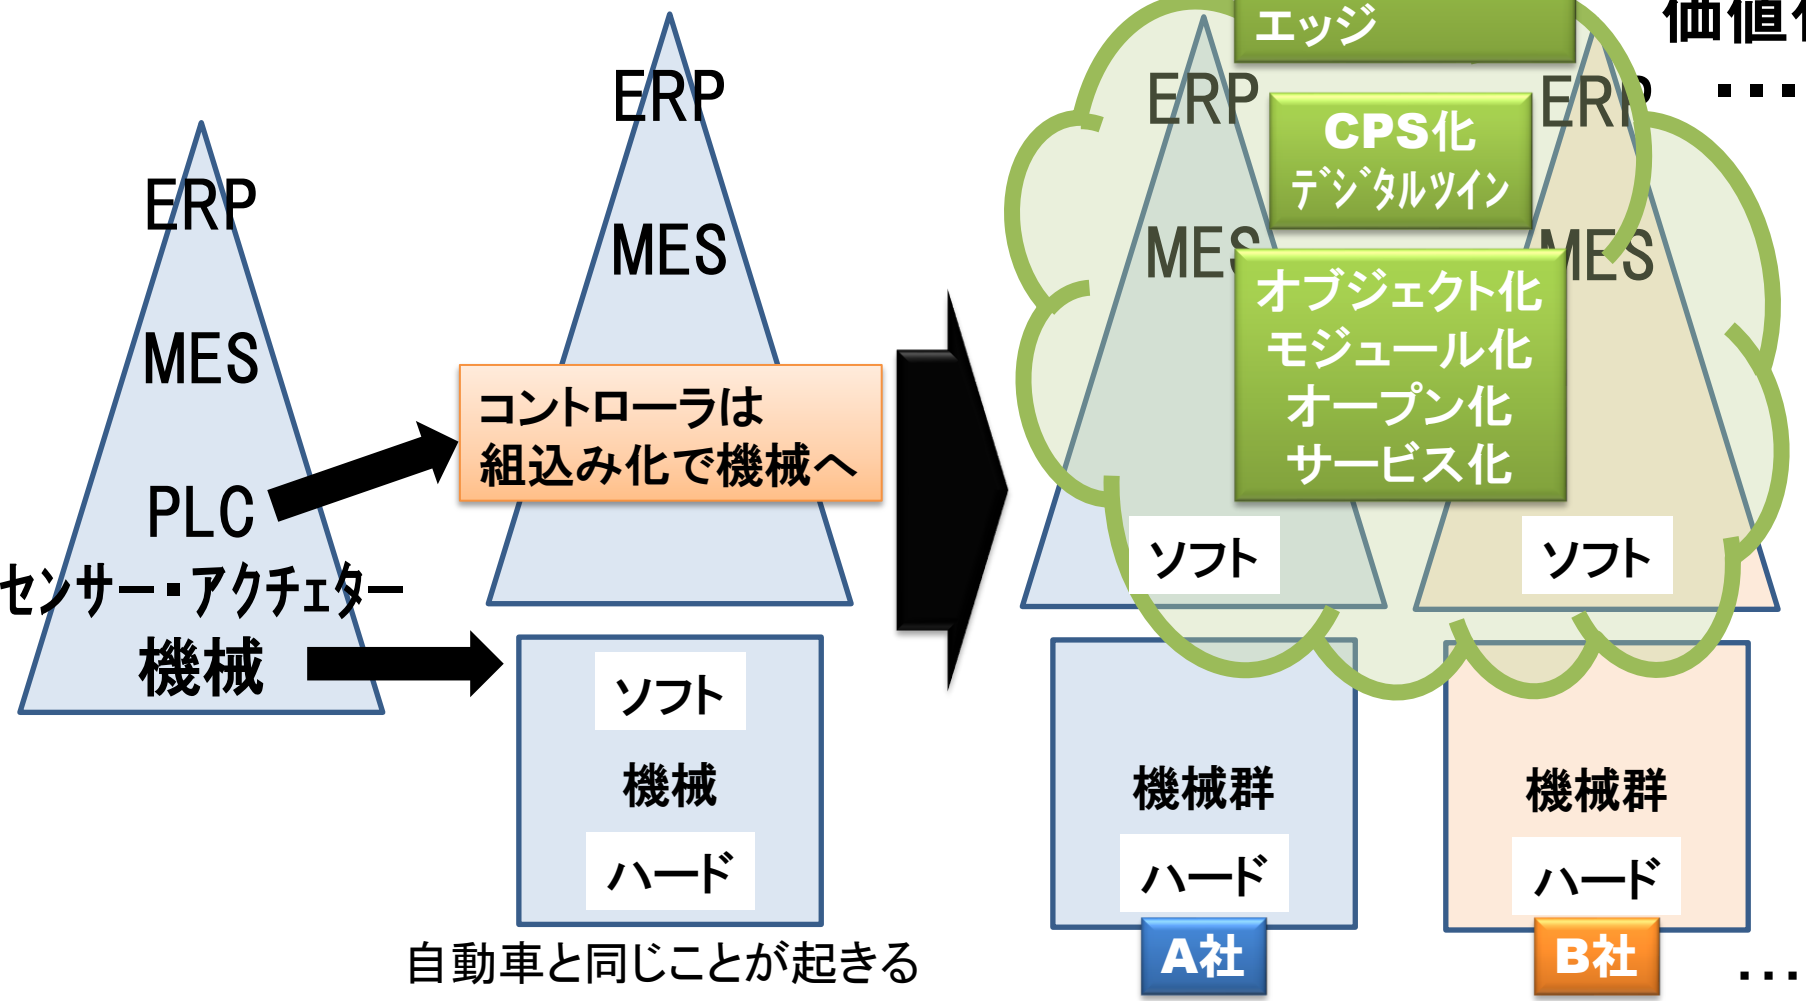 ERP
MES
PLC
センサー・アクチェター
機械
ERP
MES
コントローラは
組込み化で機械へ
ソフト
機械
ハード
自動車と同じことが起きる
エッジ
価値
・・・
ERP
ERP
CPS化
デジタルツイン
MES
MES
オブジェクト化
モジュール化
オープン化
サービス化
ソフト
ソフト
機械群
機械群
ハード
ハード
A社
B社
...